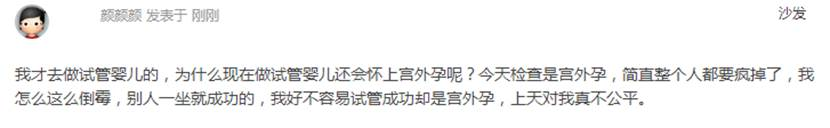 颜颜颜 发表于 刚刚 沙发
我才去做试管婴儿的，为什么现在做试管婴儿还会怀上宫外孕呢？今天检查是宫外孕，简直整个人都要疯掉了，我
怎么这么倒霉，别人一坐就成功的，我好不容易试管成功却是宫外孕，上天对我真不公平。